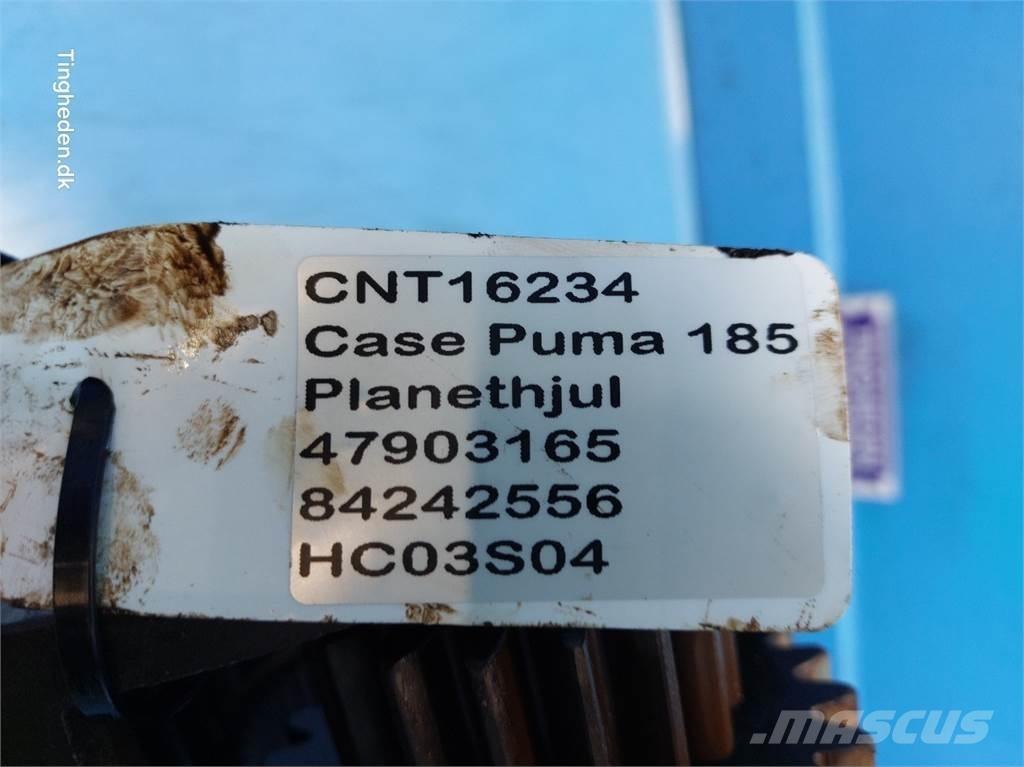 Tingheden.dk
CNT16234
Case Puma 185
Planethjul
47903165
84242556
HC03S04
MASCUS